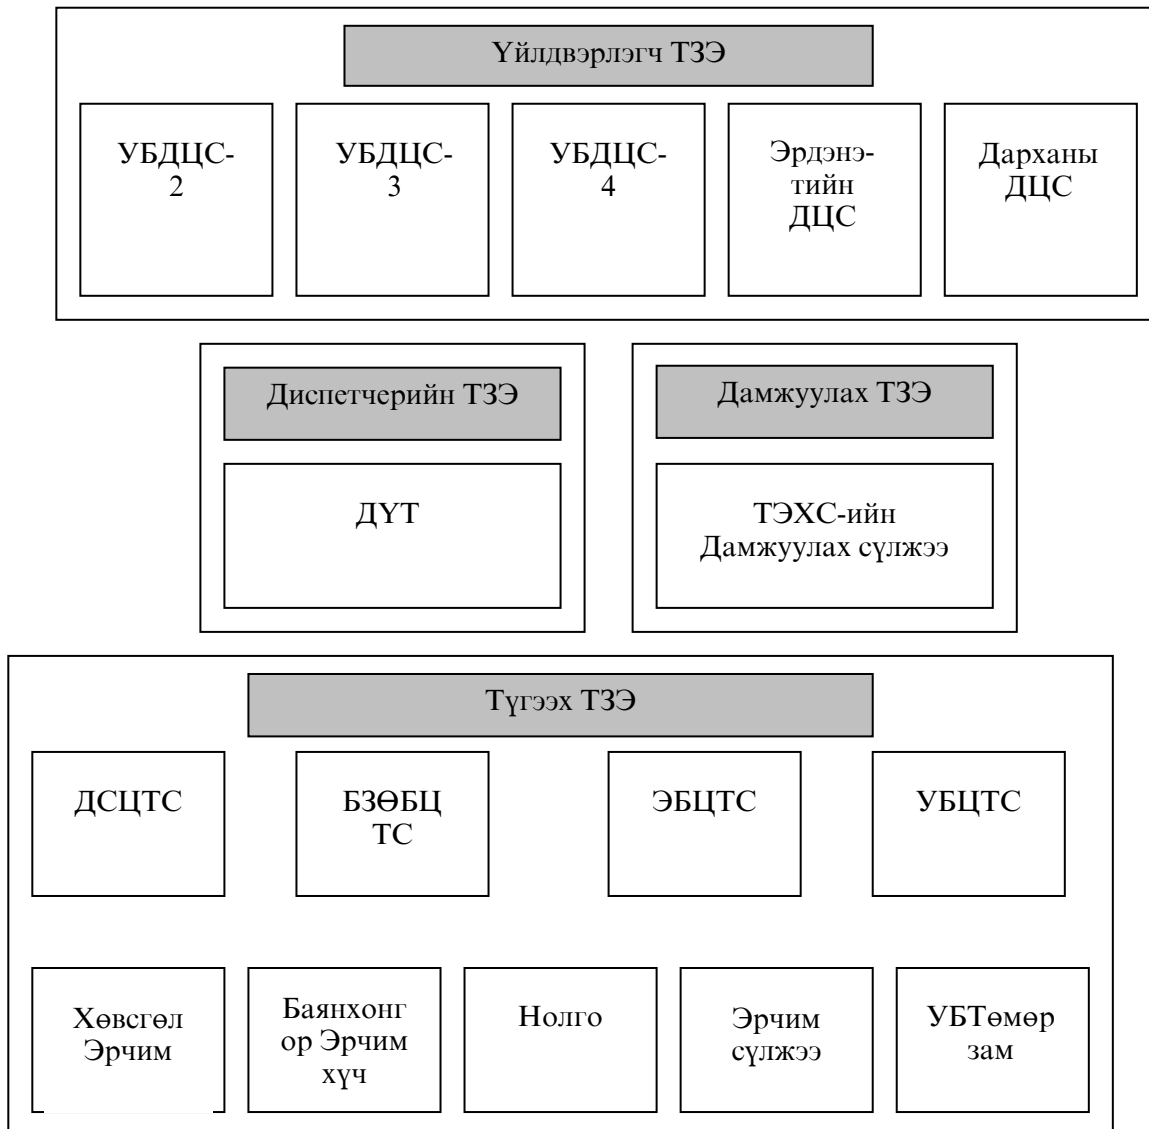 Үйлдвэрлэгч ТЗЭ
УБДЦС-
2
УБДЦС-
3
УБДЦС-
4
Эрдэнэ-
тийн
ДЦС
Дарханы
ДЦС
Диспетчерийн ТЗЭ
ДҮТ
Дамжуулах ТЗЭ
ТЭХС-ийн
Дамжуулах сүлжээ
Түгээх ТЗЭ
ДСЦТС
БЗӨБЦ
ТС
ЭБЦТС
УБЦТС
Хөвсгөл
Эрчим
Баянхонг
ор Эрчим
хүч
Нолго
Эрчим
сүлжээ
УБТөмөр
зам